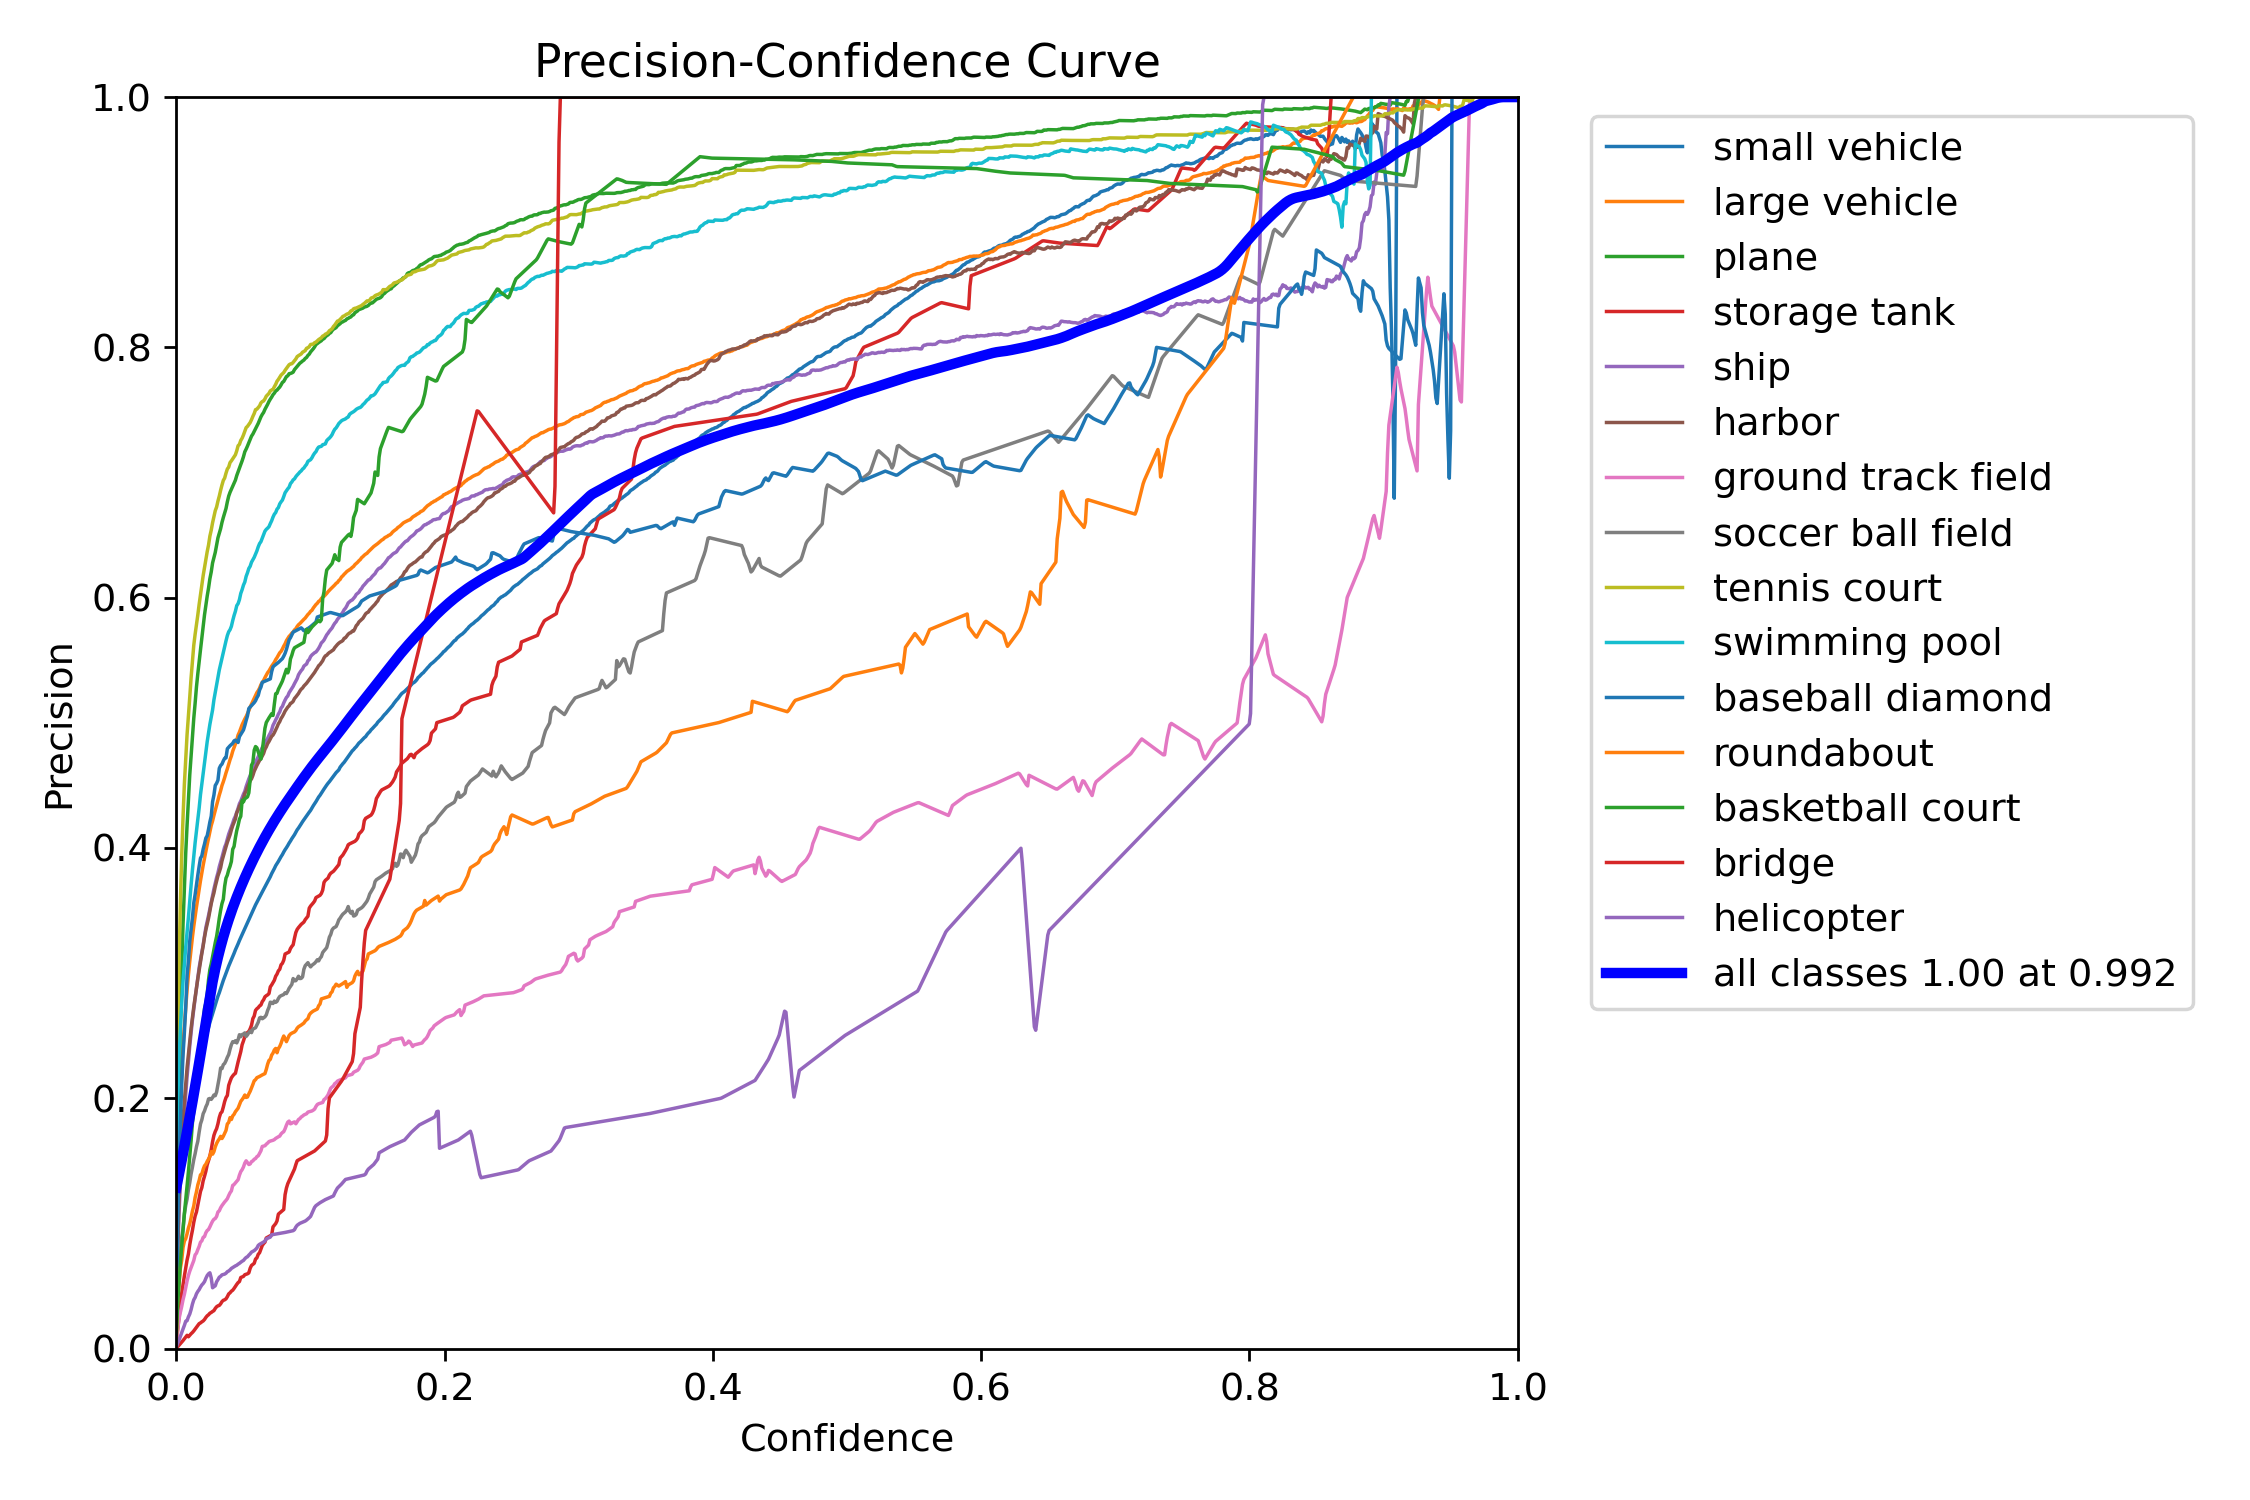 Precision-Confidence Curve
1.0
0.8
0.6
0.4
0.2
0.0
Precision
0.0 0.2 0.4 0.6 0.8 1.0
Confidence
small vehicle
large vehicle
plane
storage tank
ship
harbor
ground track field
soccer ball field
tennis court
swimming pool
baseball diamond
roundabout
basketball court
bridge
helicopter
all classes 1.00 at 0.992